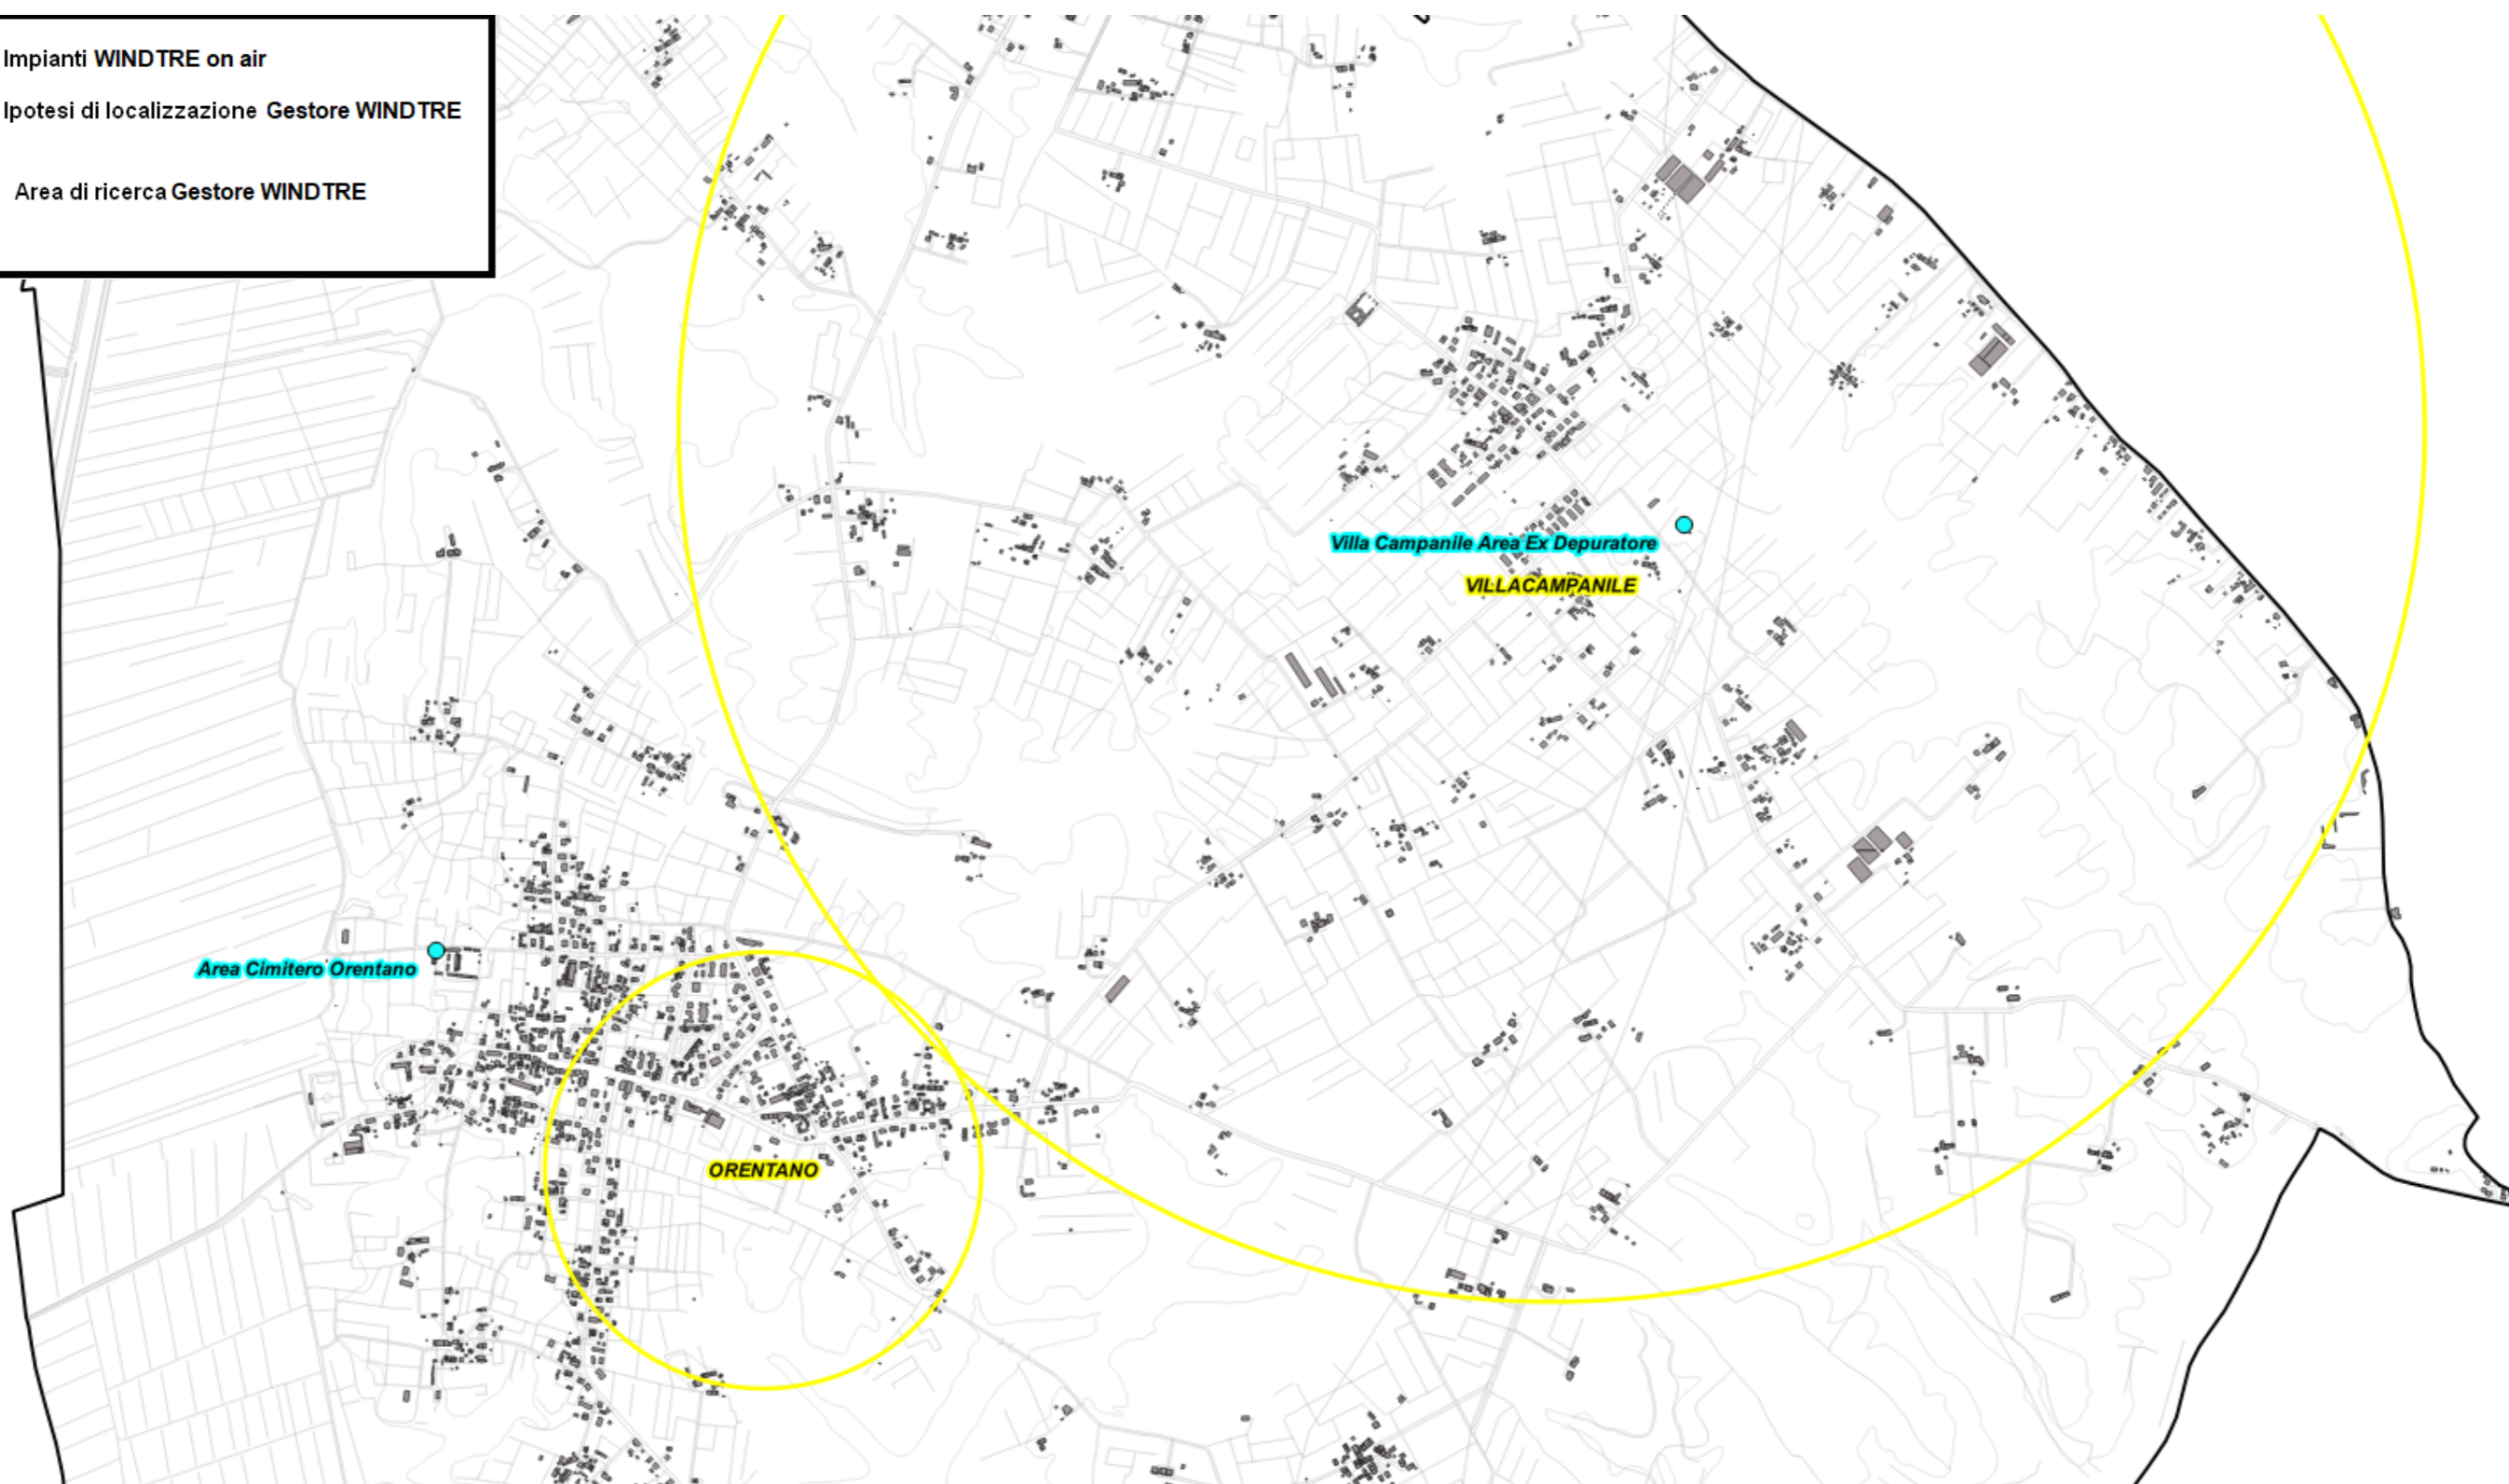 Impianti WINDTRE on air
Ipotesi di localizzazione Gestore WINDTRE
Area di ricerca Gestore WINDTRE
Villa Campanile Area Ex Depuratore
VILLACAMPANILE
Area Cimitero Orentano
ORENTANO